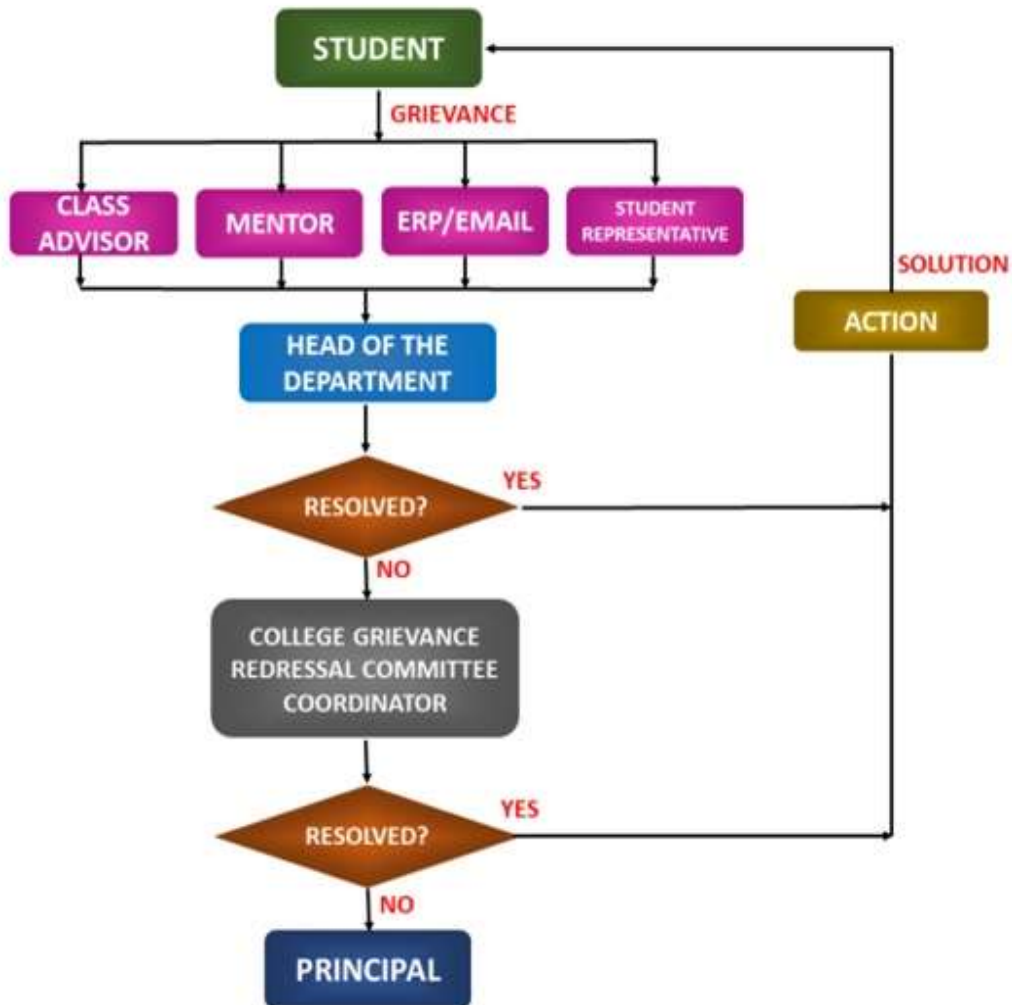 STUDENT
GRIEVANCE
CLASS
ADVISOR
MENTOR
ERP/EMAIL
STUDENT
REPRESENTATIVE
SOLUTION
ACTION
HEAD OF THE
DEPARTMENT
RESOLVED?
YES
NO
COLLEGE GRIEVANCE
REDRESSAL COMMITTEE
COORDINATOR
RESOLVED?
YES
NO
PRINCIPAL